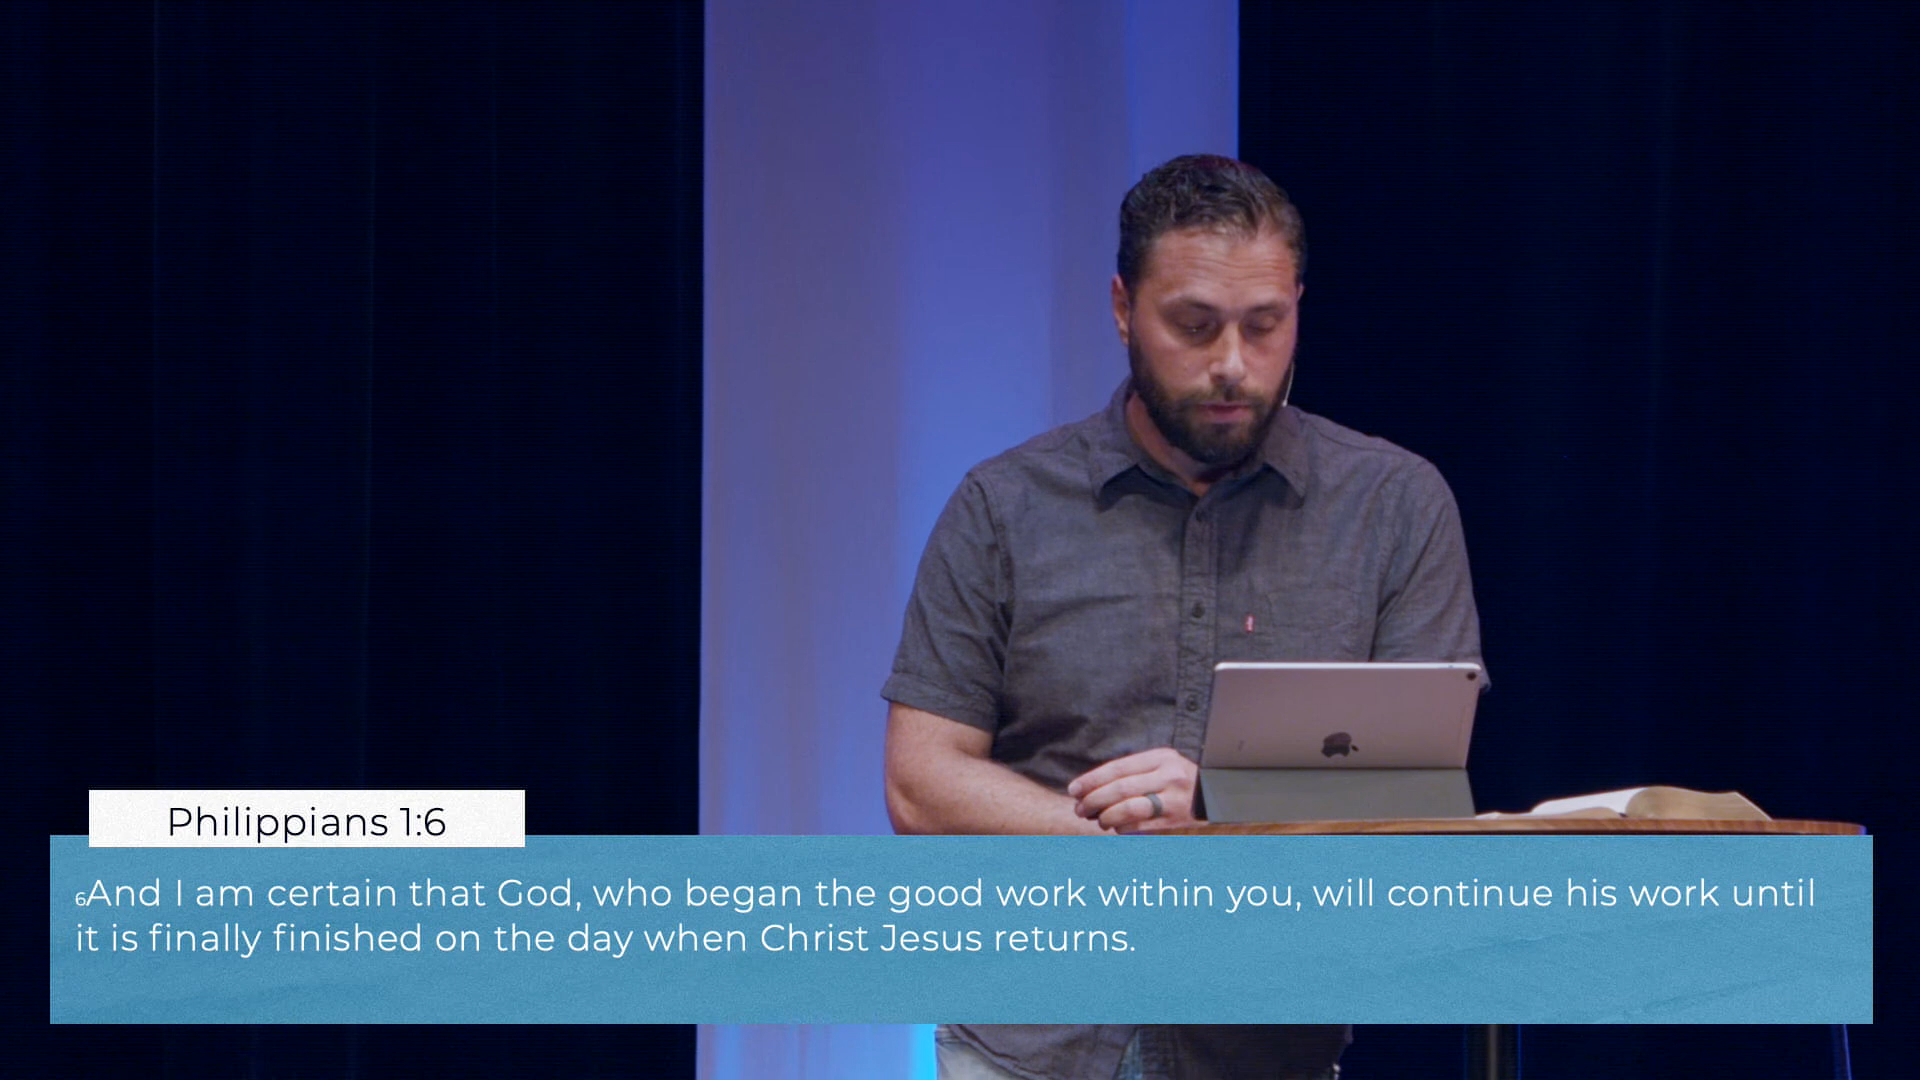 Philippians 1:6
6And I am certain that God, who began the good work within you, will continue his work until
it is finally finished on the day when Christ Jesus returns.